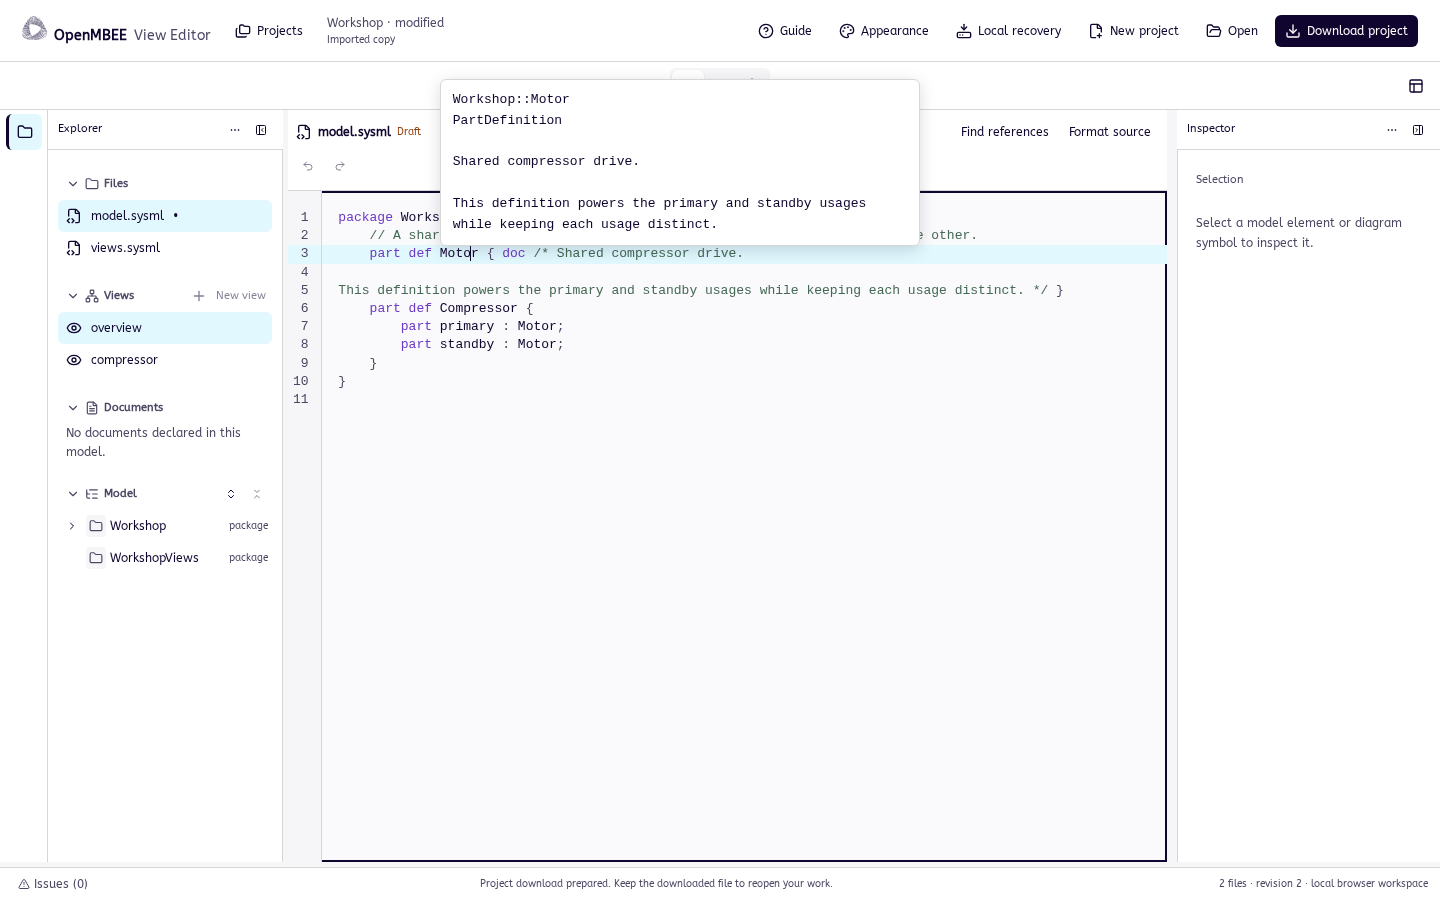 OpenMBEE View Editor
Projects
Workshop · modified
Imported copy
Guide
Appearance
Local recovery
New project
Open
Download project
Explorer
Files
model.sysml •
views.sysml
Views
New view
overview
compressor
Documents
No documents declared in this
model.
Model
Workshop package
WorkshopViews package
model.sysml Draft
Find references
Format source
Workshop::Motor
PartDefinition
Shared compressor drive.
This definition powers the primary and standby usages
while keeping each usage distinct.
1 package Works
2 // A shar e other.
3 part def Motor { doc /* Shared compressor drive.
4
5 This definition powers the primary and standby usages while keeping each usage distinct. */ }
6 part def Compressor {
7 part primary : Motor;
8 part standby : Motor;
9 }
10 }
11
Inspector
Selection
Select a model element or diagram
symbol to inspect it.
Issues (0)
Project download prepared. Keep the downloaded file to reopen your work.
2 files · revision 2 · local browser workspace